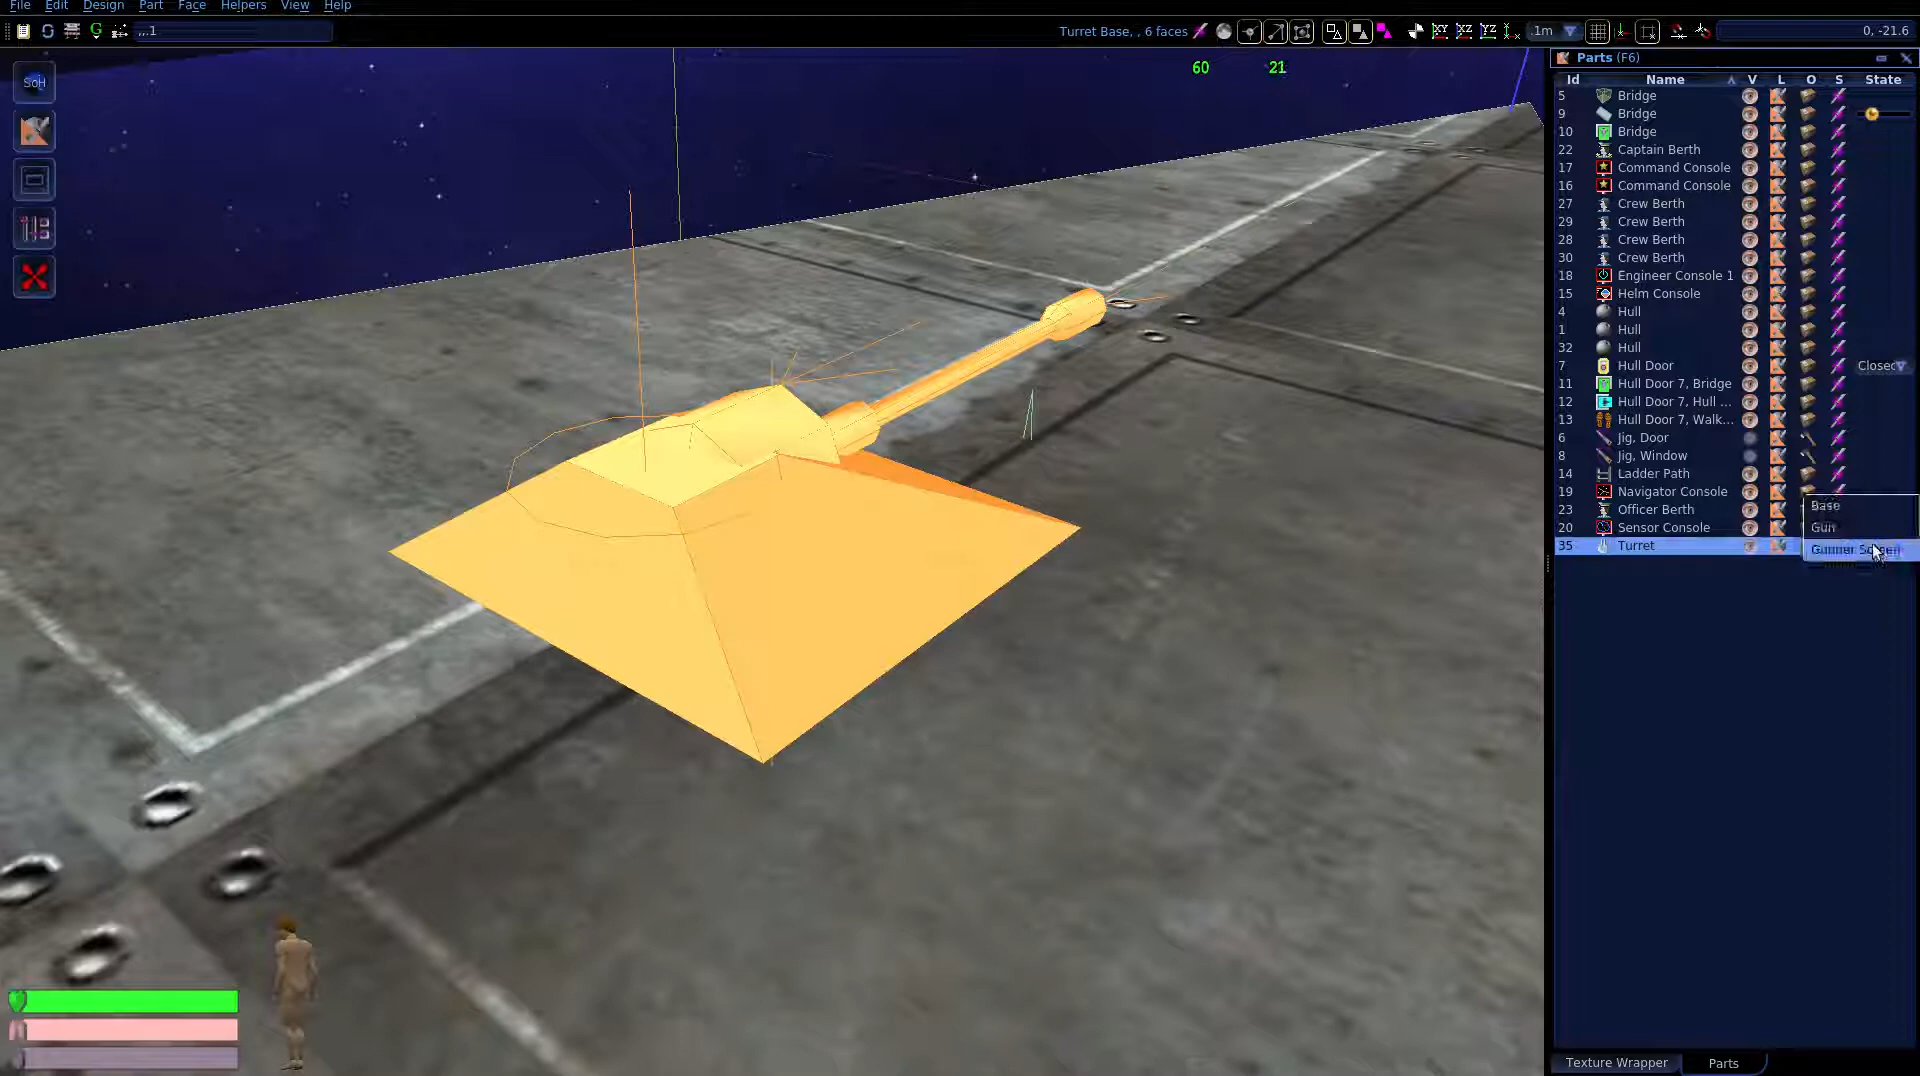 File Edit Design Part Face Helpers View Help
,,.1
Turret Base, , 6 faces
.1m
0, -21.6
SoH
60 21
Parts (F6)
Id Name V L O S State
5 Bridge
9 Bridge
10 Bridge
22 Captain Berth
17 Command Console
16 Command Console
27 Crew Berth
29 Crew Berth
28 Crew Berth
30 Crew Berth
18 Engineer Console 1
15 Helm Console
4 Hull
1 Hull
32 Hull
7 Hull Door Closed
11 Hull Door 7, Bridge
12 Hull Door 7, Hull ...
13 Hull Door 7, Walk...
6 Jig, Door
8 Jig, Window
14 Ladder Path
19 Navigator Console
23 Officer Berth
20 Sensor Console
35 Turret
Base
Gun
Texture Wrapper Parts